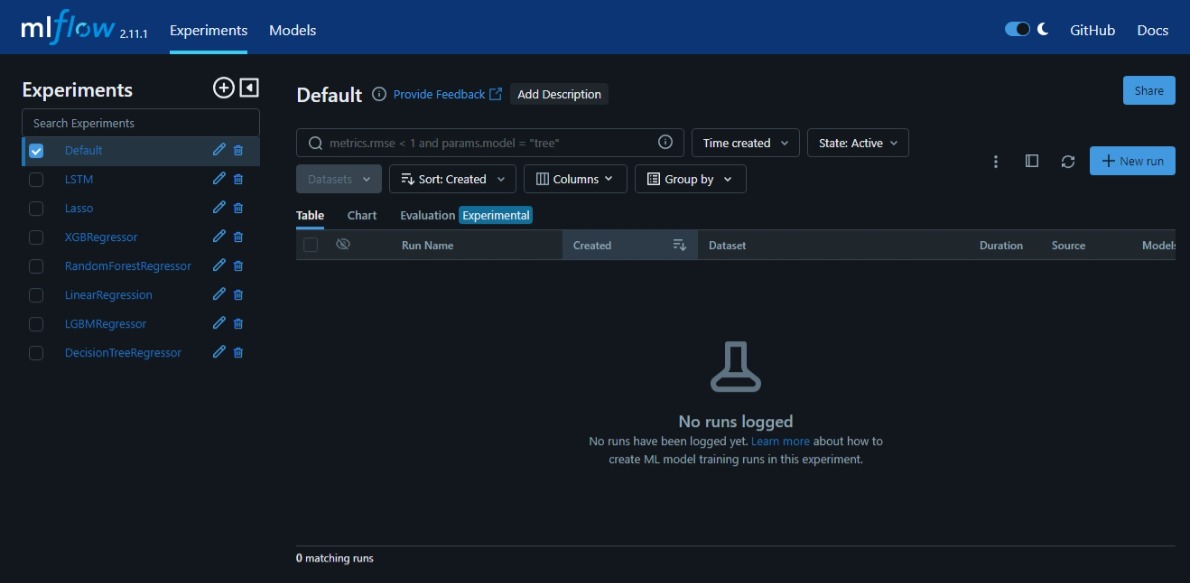 mlflow 2.11.1 Experiments Models GitHub Docs
Experiments
Search Experiments
Default
LSTM
Lasso
XGBRegressor
RandomForestRegressor
LinearRegression
LGBMRegressor
DecisionTreeRegressor
Default Provide Feedback Add Description
Share
metrics.rmse < 1 and params.model = "tree" Time created State: Active
New run
Datasets Sort: Created Columns Group by
Table Chart Evaluation Experimental
Run Name Created Dataset Duration Source Models
No runs logged
No runs have been logged yet. Learn more about how to
create ML model training runs in this experiment.
0 matching runs